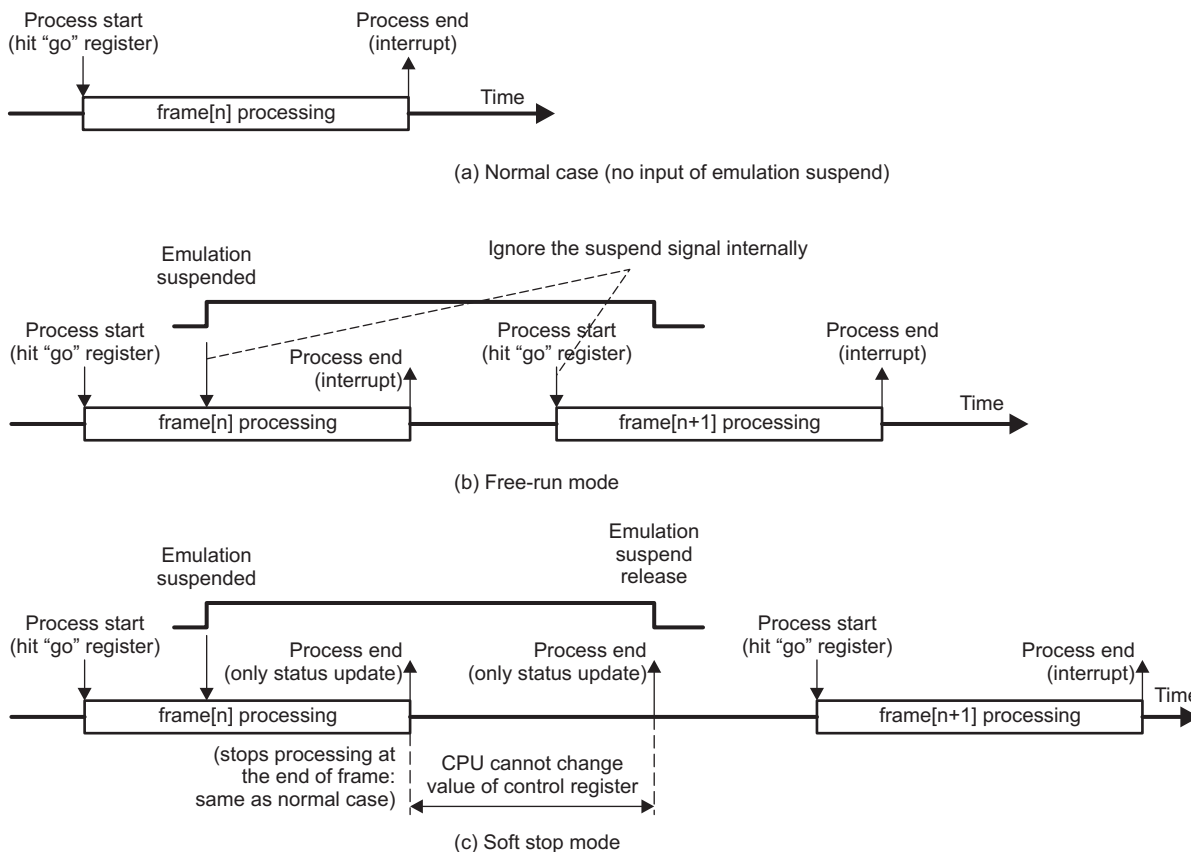 Process start
(hit “go” register)
Process end
(interrupt)
Time
frame[n] processing
(a) Normal case (no input of emulation suspend)
Emulation
suspended
Ignore the suspend signal internally
Process start
(hit “go” register)
Process end
(interrupt)
Process start
(hit “go” register)
Process end
(interrupt)
Time
frame[n] processing
frame[n+1] processing
(b) Free-run mode
Emulation
suspended
Emulation
suspend
release
Process start
(hit “go” register)
Process end
(only status update)
Process end
(only status update)
Process start
(hit “go” register)
Process end
(interrupt)
Time
frame[n] processing
frame[n+1] processing
(stops processing at
the end of frame:
same as normal case)
CPU cannot change
value of control register
(c) Soft stop mode